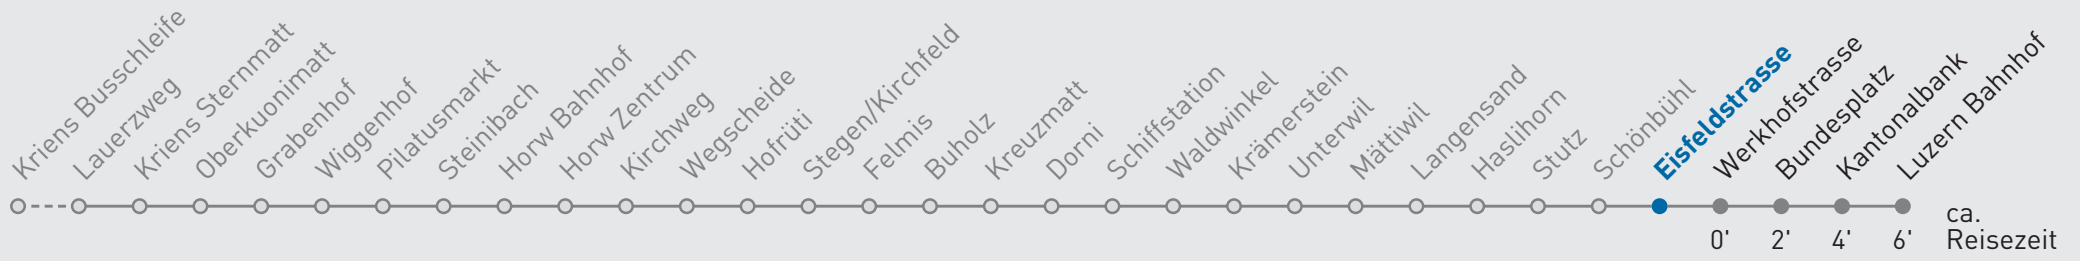 Kriens Busschleife
Lauerzweg
Kriens Sternmatt
Oberkuonimatt
Grabenhof
Wiggenhof
Pilatusmarkt
Steinibach
Horw Bahnhof
Horw Zentrum
Kirchweg
Wegscheide
Hofrüti
Stegen/Kirchfeld
Felmis
Buholz
Kreuzmatt
Dorni
Schiffstation
Waldwinkel
Krämerstein
Unterwil
Mättiwil
Langensand
Haslihorn
Stutz
Schönbühl
Eisfeldstrasse
Werkhofstrasse
Bundesplatz
Kantonalbank
Luzern Bahnhof
0' 2' 4' 6'
ca.
Reisezeit